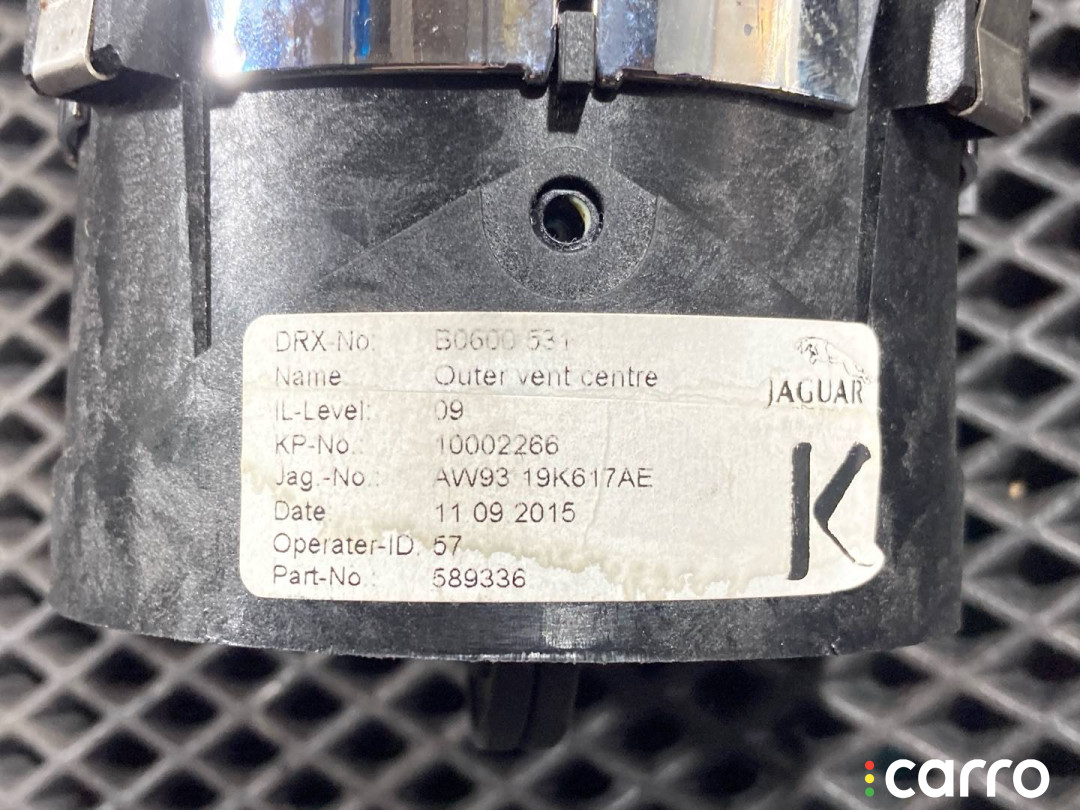 DRX-No: B0600 531
Name Outer vent centre
JAGUAR
IL-Level: 09
KP-No.: 10002266
Jag.-No.: AW93 19K617AE
K
Date 11 09 2015
Operater-ID. 57
Part-No.: 589336
carro